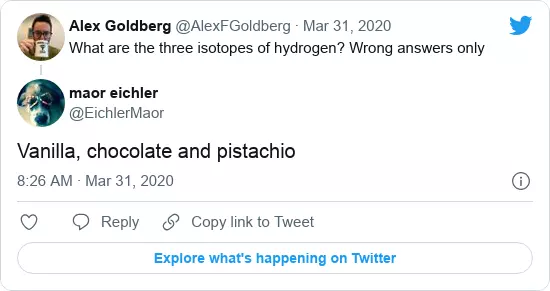 Alex Goldberg @AlexFGoldberg · Mar 31, 2020
What are the three isotopes of hydrogen? Wrong answers only
maor eichler
@EichlerMaor
Vanilla, chocolate and pistachio
8:26 AM · Mar 31, 2020
Reply Copy link to Tweet
Explore what's happening on Twitter